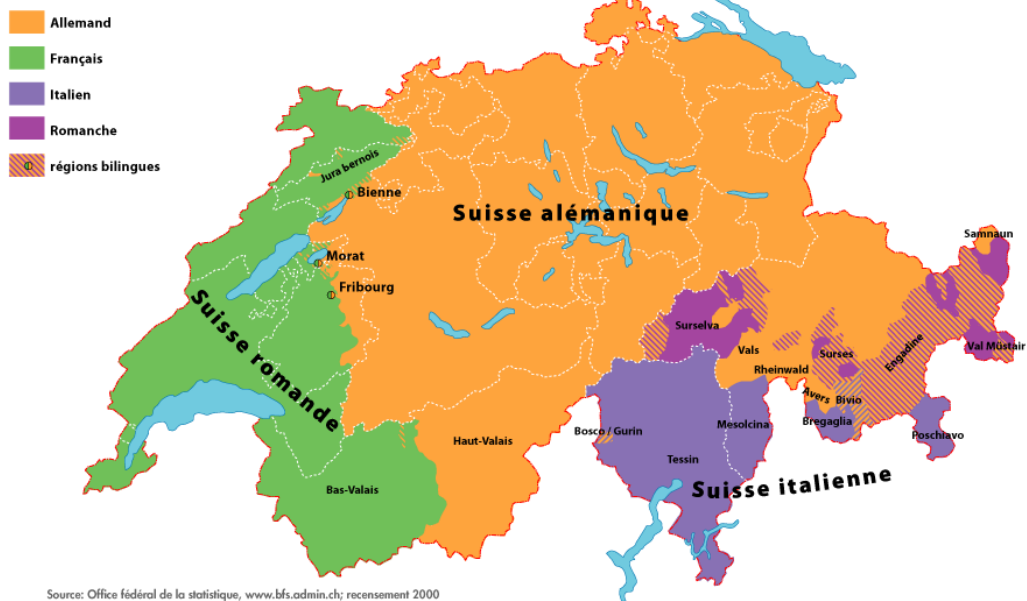 Allemand
Français
Italien
Romanche
régions bilingues
Jura bernois
Bienne
Suisse alémanique
Morat
Fribourg
Suisse romande
Samnaun
Surselva
Val Müstair
Vals
Surses
Engadine
Rheinwald
Avers
Bivio
Bregaglia
Mesolcina
Bosco / Gurin
Haut-Valais
Poschiavo
Tessin
Suisse italienne
Bas-Valais
Source: Office fédéral de la statistique, www.bfs.admin.ch; recensement 2000